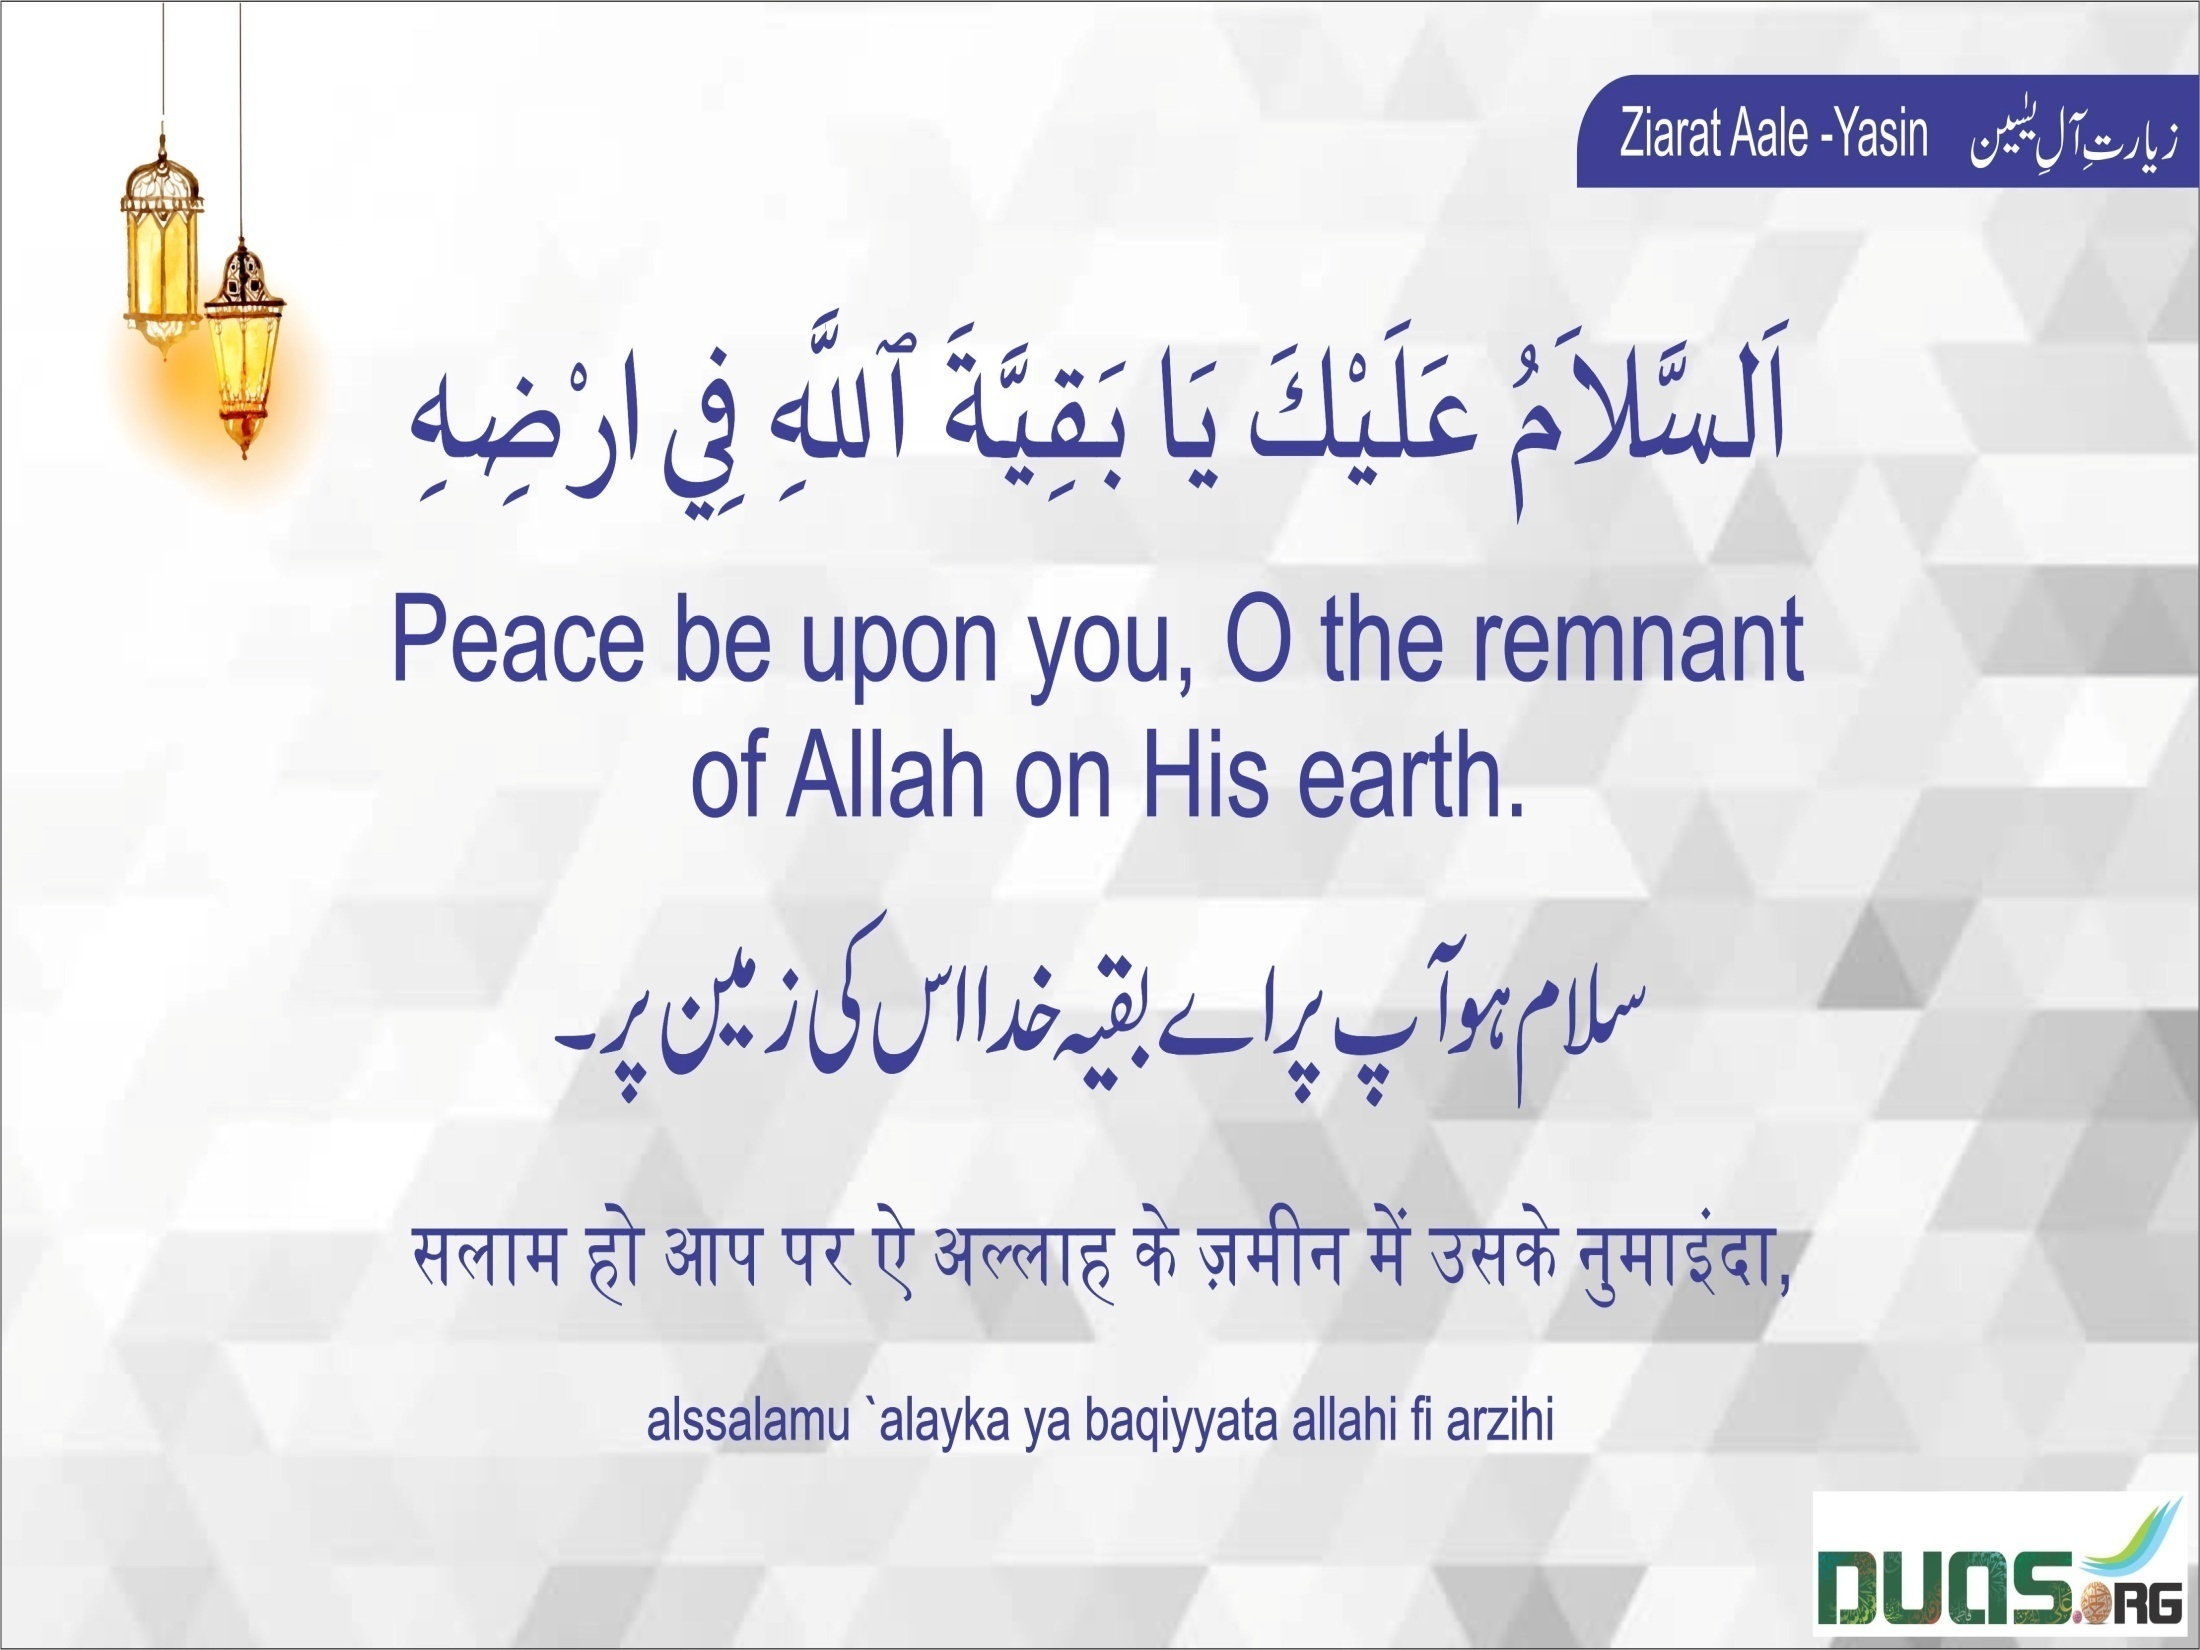 Ziarat Aale -Yasin زیارتِ آلِ یٰسین
اَلسَّلاَمُ عَلَيْكَ يَا بَقِيَّةَ ٱللَّهِ فِي ارْضِهِ
Peace be upon you, O the remnant
of Allah on His earth.
سلام ہو آپ پر اے بقیہ خدا اس کی زمین پر۔
सलाम हो आप पर ऐ अल्लाह के ज़मीन में उसके नुमाइंदा,
alssalamu `alayka ya baqiyyata allahi fi arzihi
DUAS.ORG